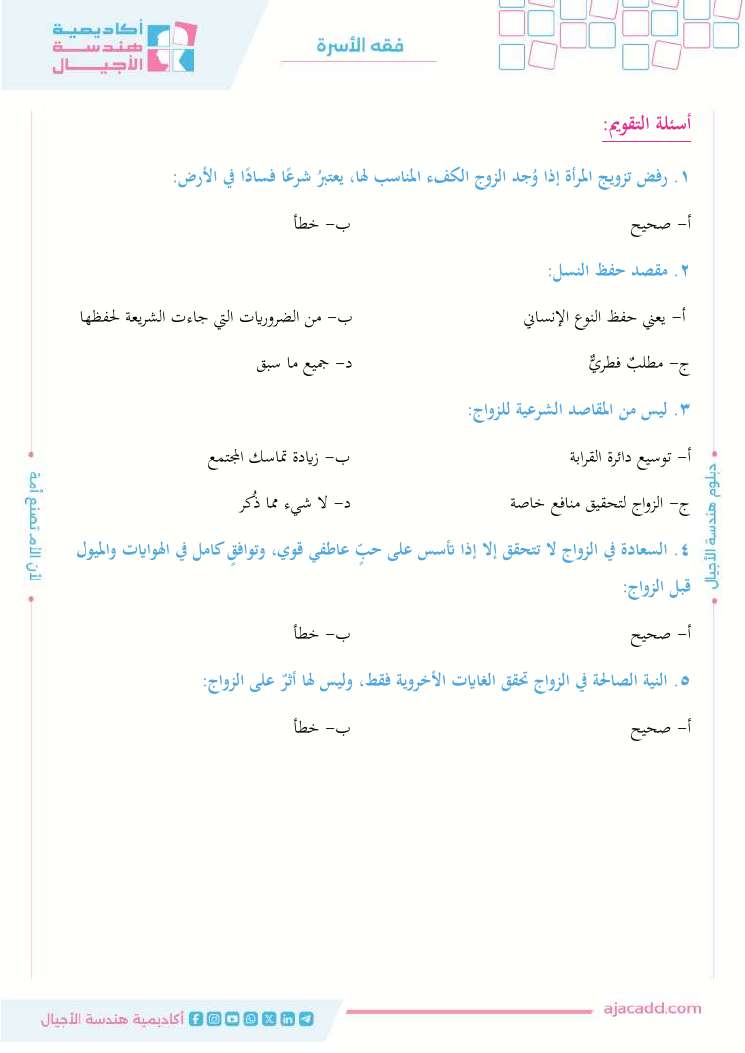 أكاديمية
هندسة
الأجيال
فقه الأسرة
أسئلة التقويم:
١. رفض تزويج المرأة إذا وُجد الزوج الكفء المناسب لها، يعتبرُ شرعًا فسادًا في الأرض:
أ- صحيح
ب- خطأ
٢. مقصد حفظ النسل:
أ- يعني حفظ النوع الإنساني
ب- من الضروريات التي جاءت الشريعة لحفظها
ج- مطلبٌ فطريٌّ
د- جميع ما سبق
٣. ليس من المقاصد الشرعية للزواج:
أ- توسيع دائرة القرابة
ب- زيادة تماسك المجتمع
ج- الزواج لتحقيق منافع خاصة
د- لا شيء مما ذُكر
٤. السعادة في الزواج لا تتحقق إلا إذا تأسس على حبٍّ عاطفي قوي، وتوافقٍ كامل في الهوايات والميول
قبل الزواج:
أ- صحيح
ب- خطأ
٥. النية الصالحة في الزواج تحقق الغايات الأخروية فقط، وليس لها أثرٌ على الزواج:
أ- صحيح
ب- خطأ
دبلوم هندسة الأجيال
لأن الأم تصنع أمة
ajacadd.com
أكاديمية هندسة الأجيال